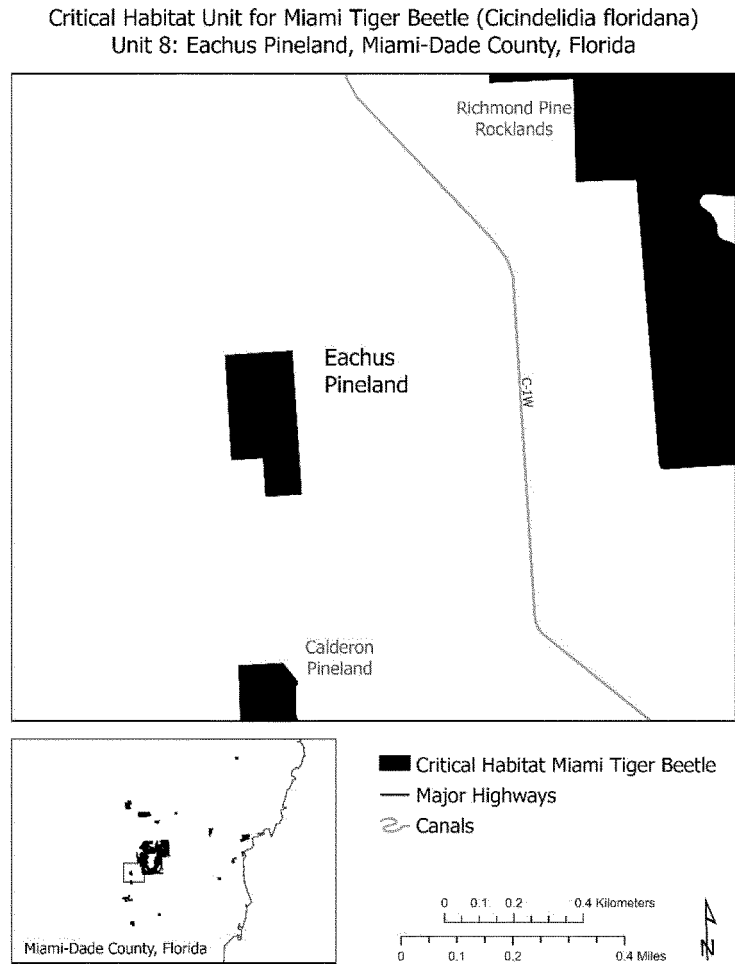 Critical Habitat Unit for Miami Tiger Beetle (Cicindelidia floridana)
Unit 8: Eachus Pineland, Miami-Dade County, Florida
Richmond Pine
Rocklands
Eachus
Pineland
C-1W
Calderon
Pineland
Miami-Dade County, Florida
Critical Habitat Miami Tiger Beetle
Major Highways
Canals
0 0.1 0.2 0.4 Kilometers
0 0.1 0.2 0.4 Miles
N